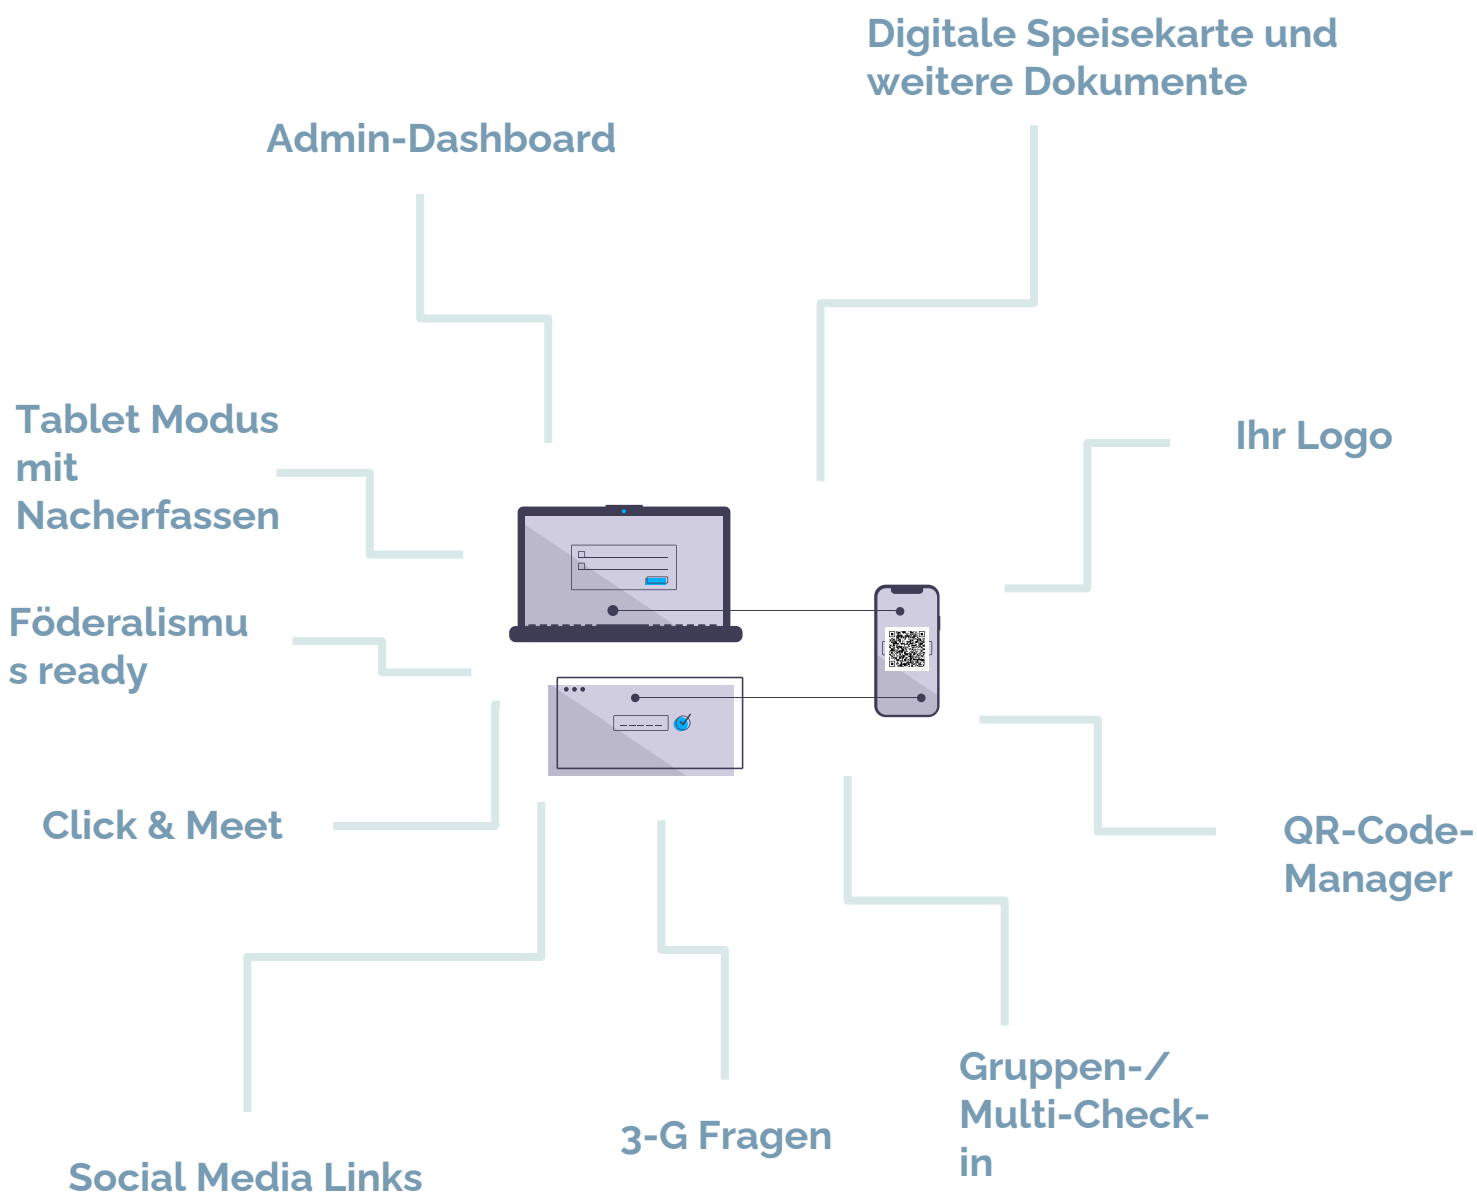 Digitale Speisekarte und
weitere Dokumente
Admin-Dashboard
Tablet Modus
mit
Nacherfassen
Ihr Logo
Föderalismu
s ready
Click & Meet
QR-Code-
Manager
Gruppen-/
Multi-Check-
in
3-G Fragen
Social Media Links